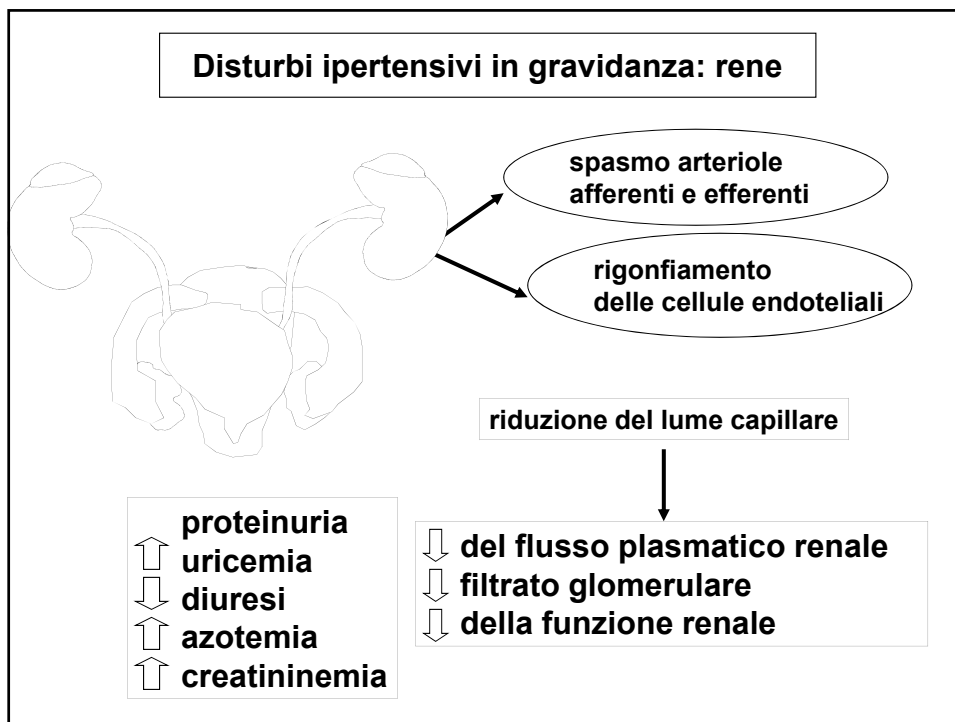 Disturbi ipertensivi in gravidanza: rene
spasmo arteriole
afferenti e efferenti
rigonfiamento
delle cellule endoteliali
riduzione del lume capillare
proteinuria
uricemia
diuresi
azotemia
creatininemia
del flusso plasmatico renale
filtrato glomerulare
della funzione renale